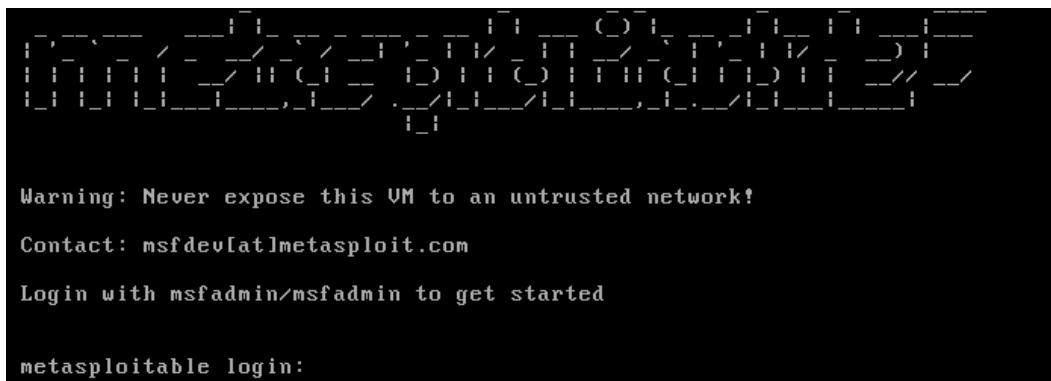 metasploitable2
Warning: Never expose this VM to an untrusted network!
Contact: msfdev[at]metasploit.com
Login with msfadmin/msfadmin to get started
metasploitable login: